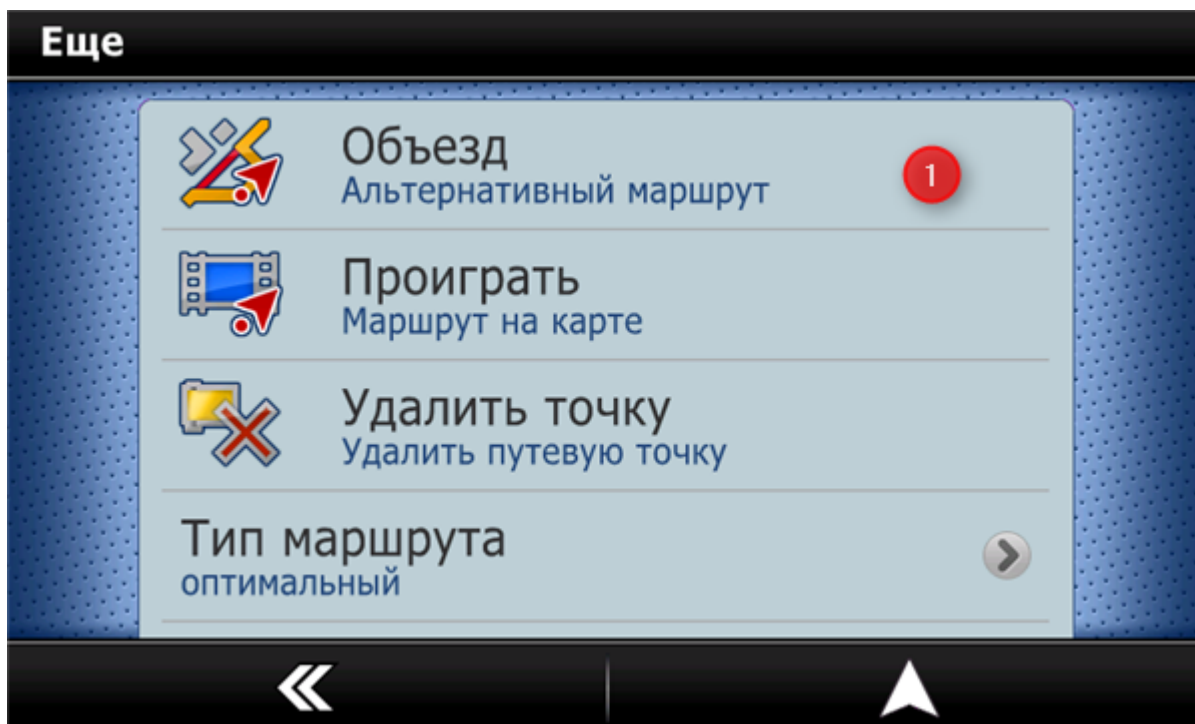 Еще
Объезд
Альтернативный маршрут
1
Проиграть
Маршрут на карте
Удалить точку
Удалить путевую точку
Тип маршрута
оптимальный